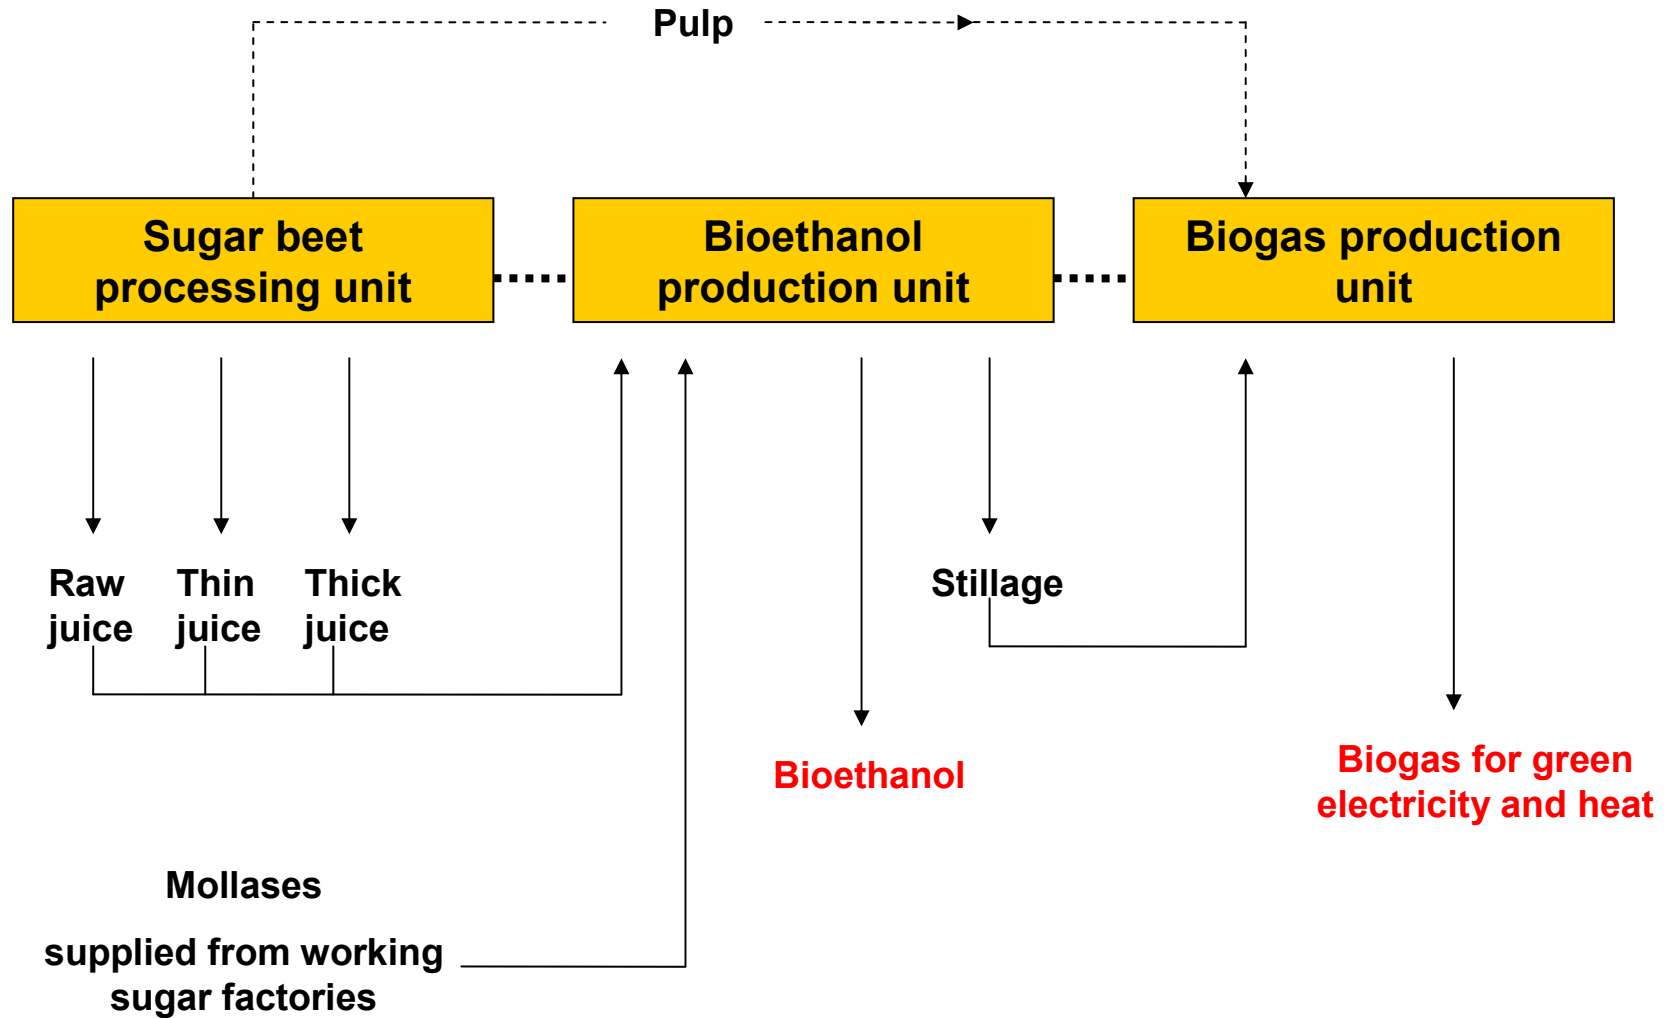 Pulp
Sugar beet
processing unit
Bioethanol
production unit
Biogas production
unit
Raw
juice
Thin
juice
Thick
juice
Stillage
Bioethanol
Biogas for green
electricity and heat
Mollases
supplied from working
sugar factories